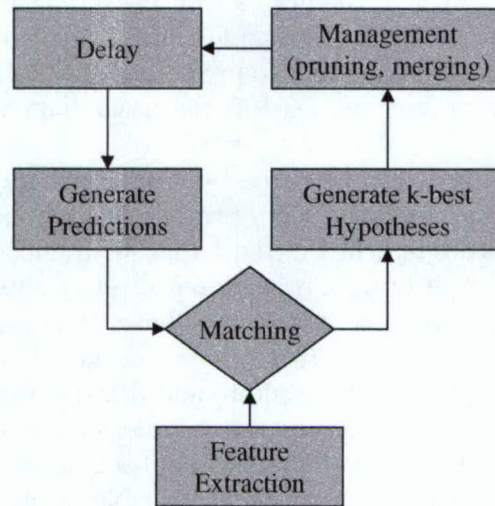 Delay
Management
(pruning, merging)
Generate
Predictions
Generate k-best
Hypotheses
Matching
Feature
Extraction